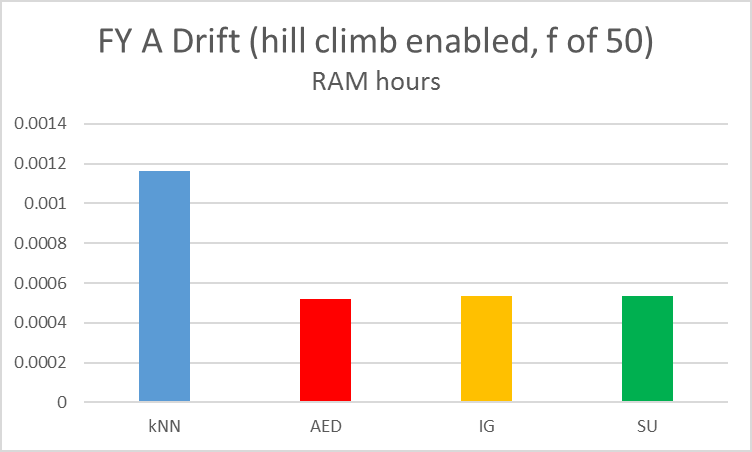 FY A Drift (hill climb enabled, f of 50)
RAM hours
0.0014
0.0012
0.001
0.0008
0.0006
0.0004
0.0002
0
kNN AED IG SU